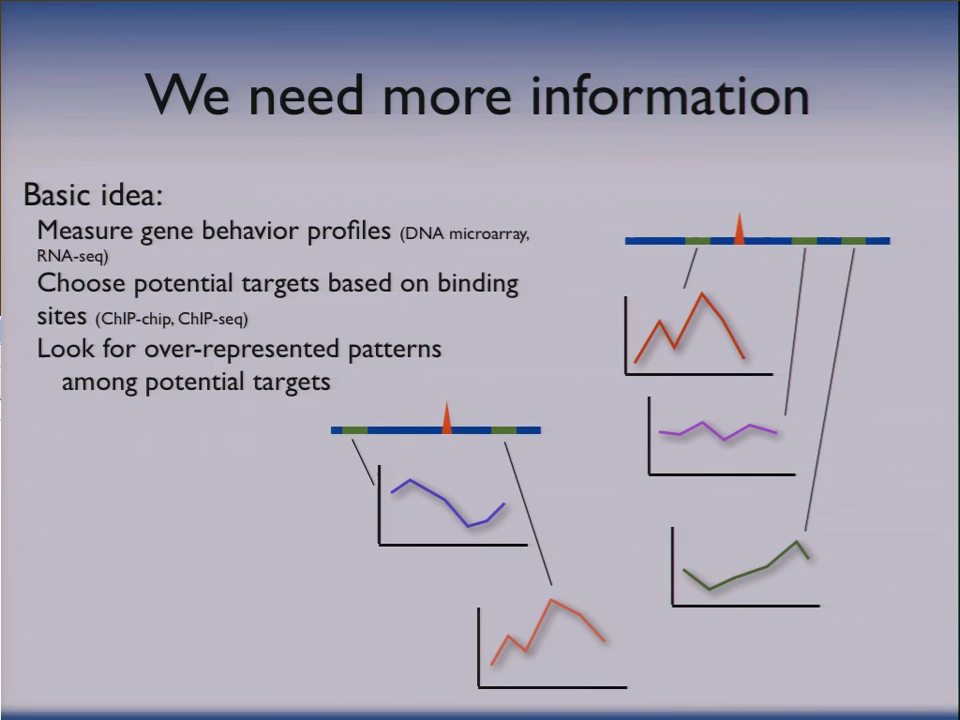 We need more information
Basic idea:
Measure gene behavior profiles (DNA microarray,
RNA-seq)
Choose potential targets based on binding
sites (ChIP-chip, ChIP-seq)
Look for over-represented patterns
among potential targets